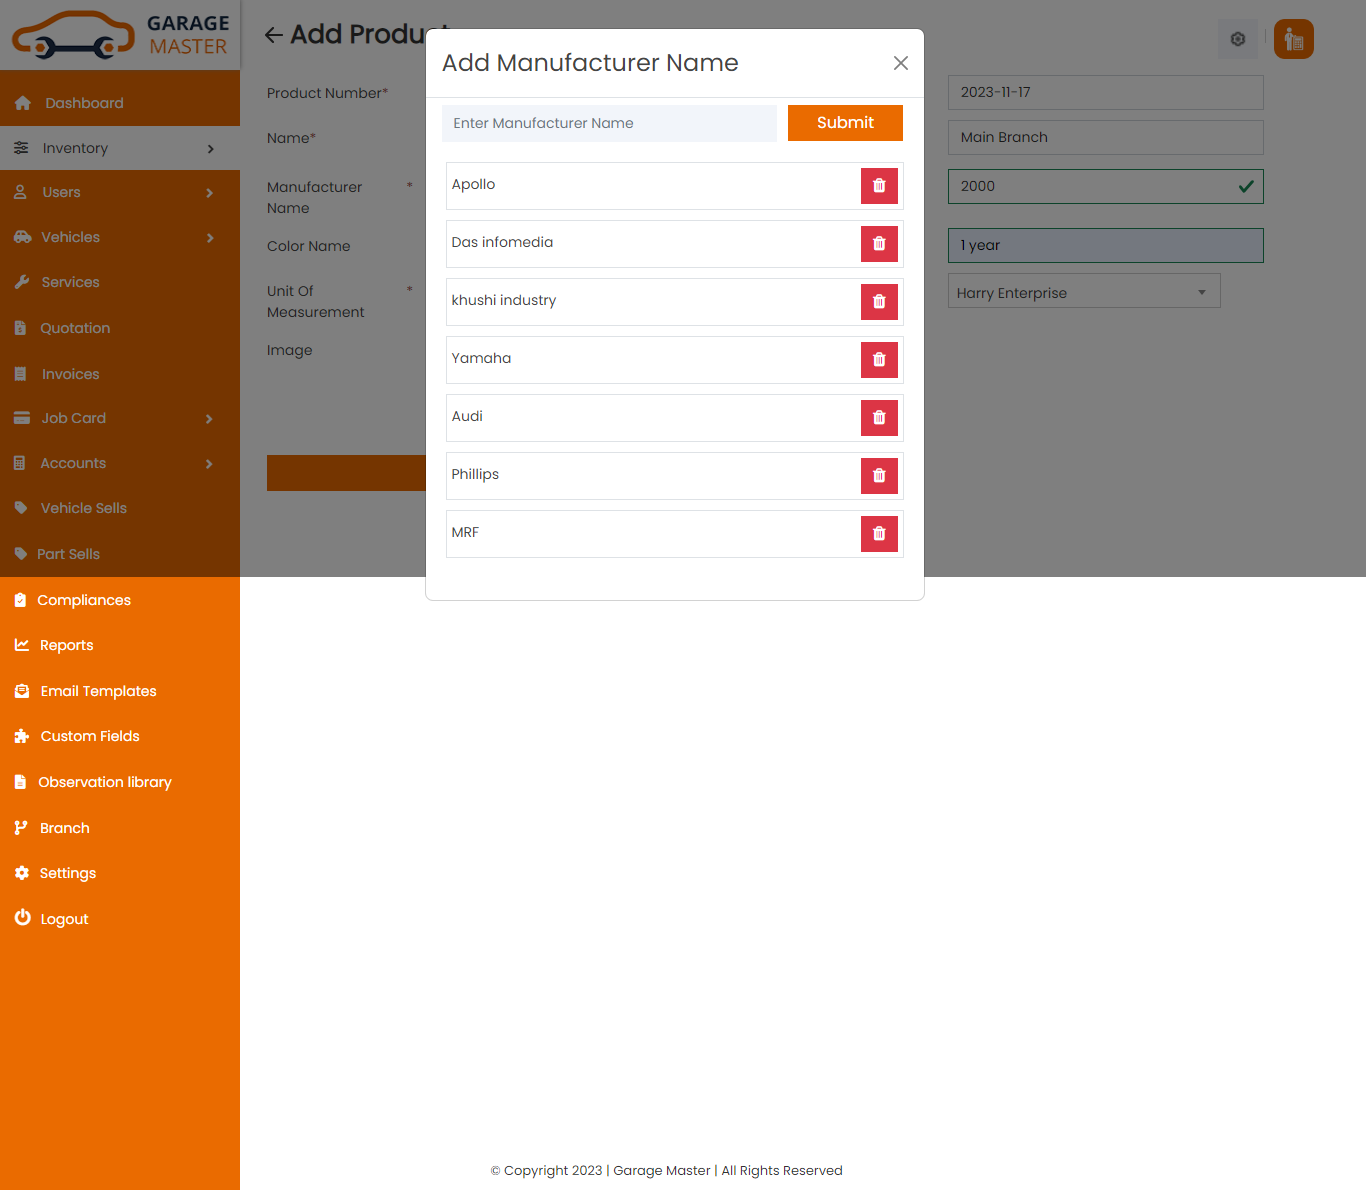 GARAGE
MASTER
Dashboard
Inventory
Users
Vehicles
Services
Quotation
Invoices
Job Card
Accounts
Vehicle Sells
Part Sells
Compliances
Reports
Email Templates
Custom Fields
Observation library
Branch
Settings
Logout
Add Product
Product Number*
Name*
Manufacturer *
Name
Color Name
Unit Of *
Measurement
Image
Add Manufacturer Name
Enter Manufacturer Name
Submit
Apollo
Das infomedia
khushi industry
Yamaha
Audi
Phillips
MRF
2023-11-17
Main Branch
2000
1 year
Harry Enterprise
© Copyright 2023 | Garage Master | All Rights Reserved